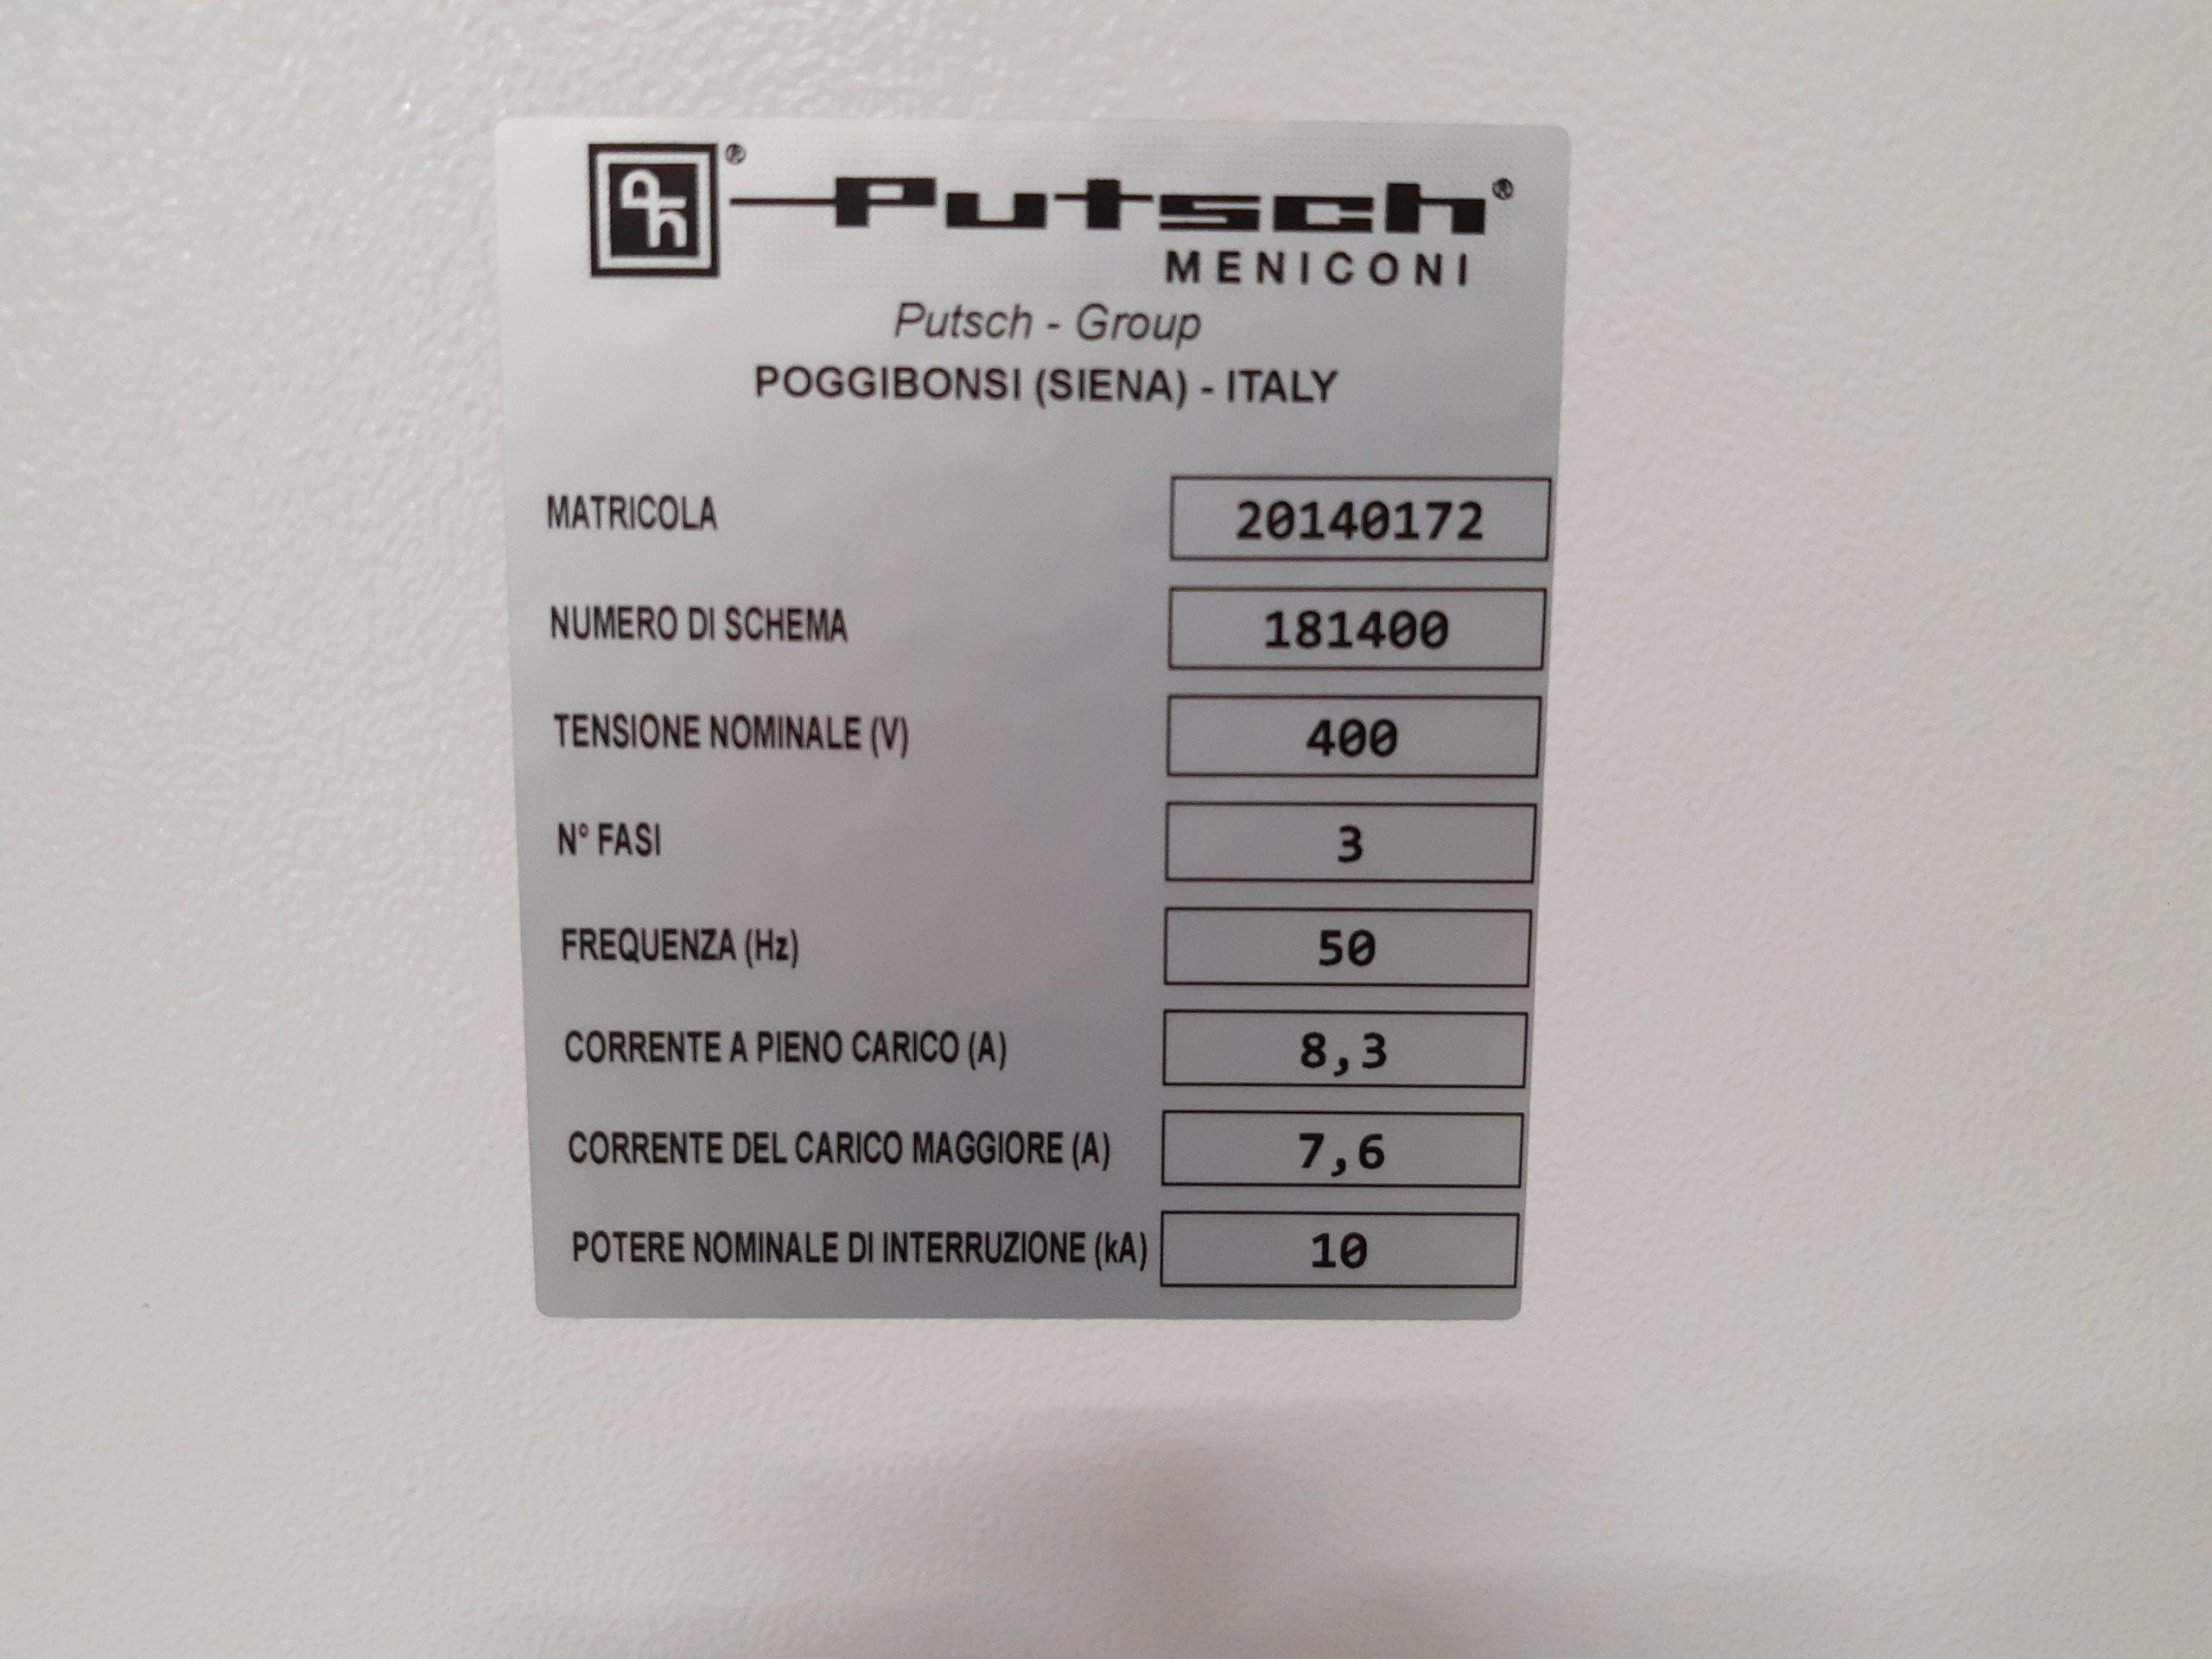 Putsch®
MENICONI
Putsch - Group
POGGIBONSI (SIENA) - ITALY
MATRICOLA 20140172
NUMERO DI SCHEMA 181400
TENSIONE NOMINALE (V) 400
N° FASI 3
FREQUENZA (Hz) 50
CORRENTE A PIENO CARICO (A) 8,3
CORRENTE DEL CARICO MAGGIORE (A) 7,6
POTERE NOMINALE DI INTERRUZIONE (kA) 10